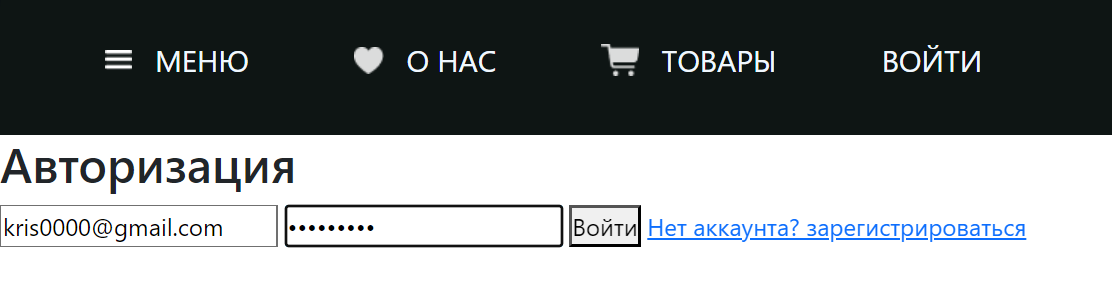 МЕНЮ О НАС ТОВАРЫ ВОЙТИ
Авторизация
kris0000@gmail.com ••••••••• Войти Нет аккаунта? зарегистрироваться